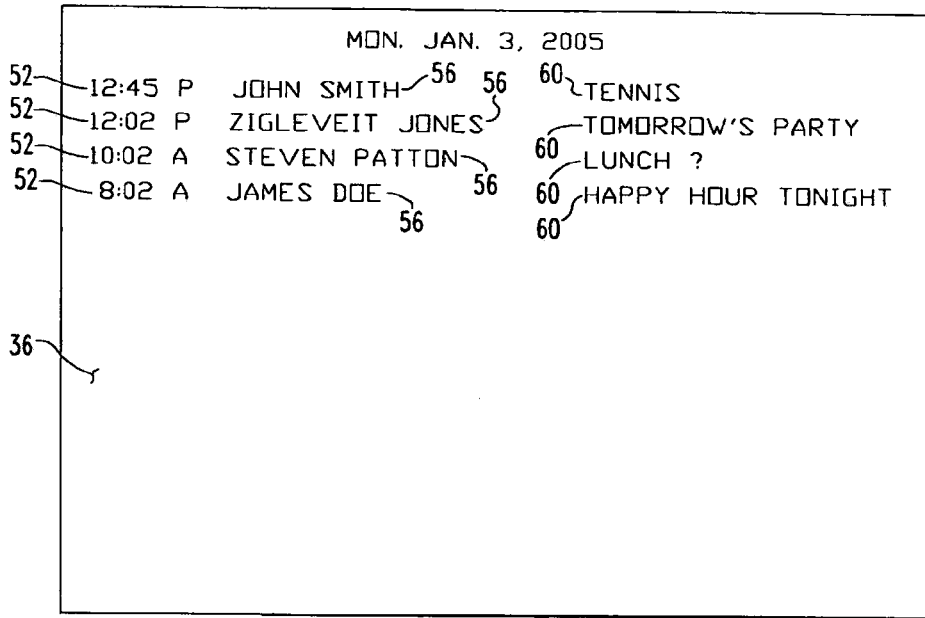 MON. JAN. 3, 2005
52 12:45 P JOHN SMITH 56 56 60 TENNIS
52 12:02 P ZIGLEVEIT JONES 60 TOMORROW'S PARTY
52 10:02 A STEVEN PATTON 56 60 LUNCH ?
52 8:02 A JAMES DOE 56 60 HAPPY HOUR TONIGHT
36